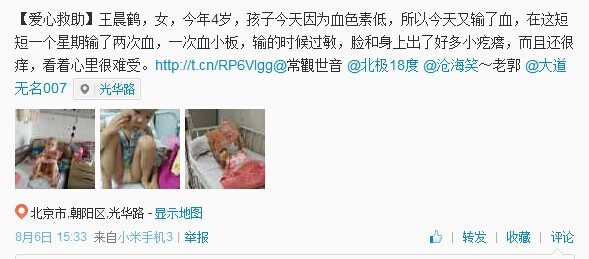 【爱心救助】王晨鹤，女，今年4岁，孩子今天因为血色素低，所以今天又输了血，在这短
短一个星期输了两次血，一次血小板，输的时候过敏，脸和身上出了好多小疙瘩，而且还很
痒，看着心里很难受。http://t.cn/RP6Vlgg@常觀世音 @北极18度 @沧海笑～老郭 @大道
无名007 光华路
北京市,朝阳区,光华路 - 显示地图
8月6日 15:33 来自小米手机3 | 举报 | 转发 | 收藏 | 评论